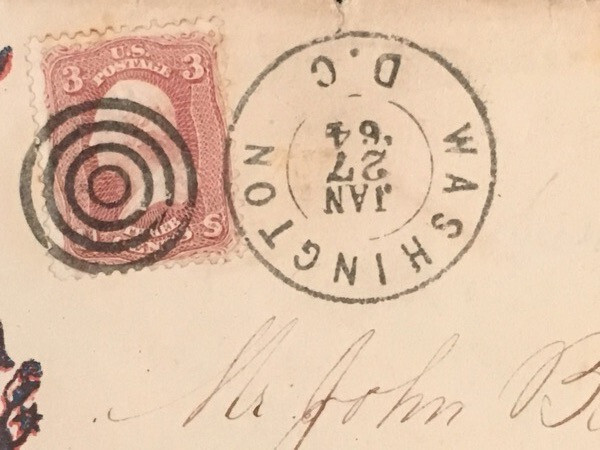 U.S.
POSTAGE
3 3
S
WASHINGTON
D.C
JAN
27
'64
Mr. John